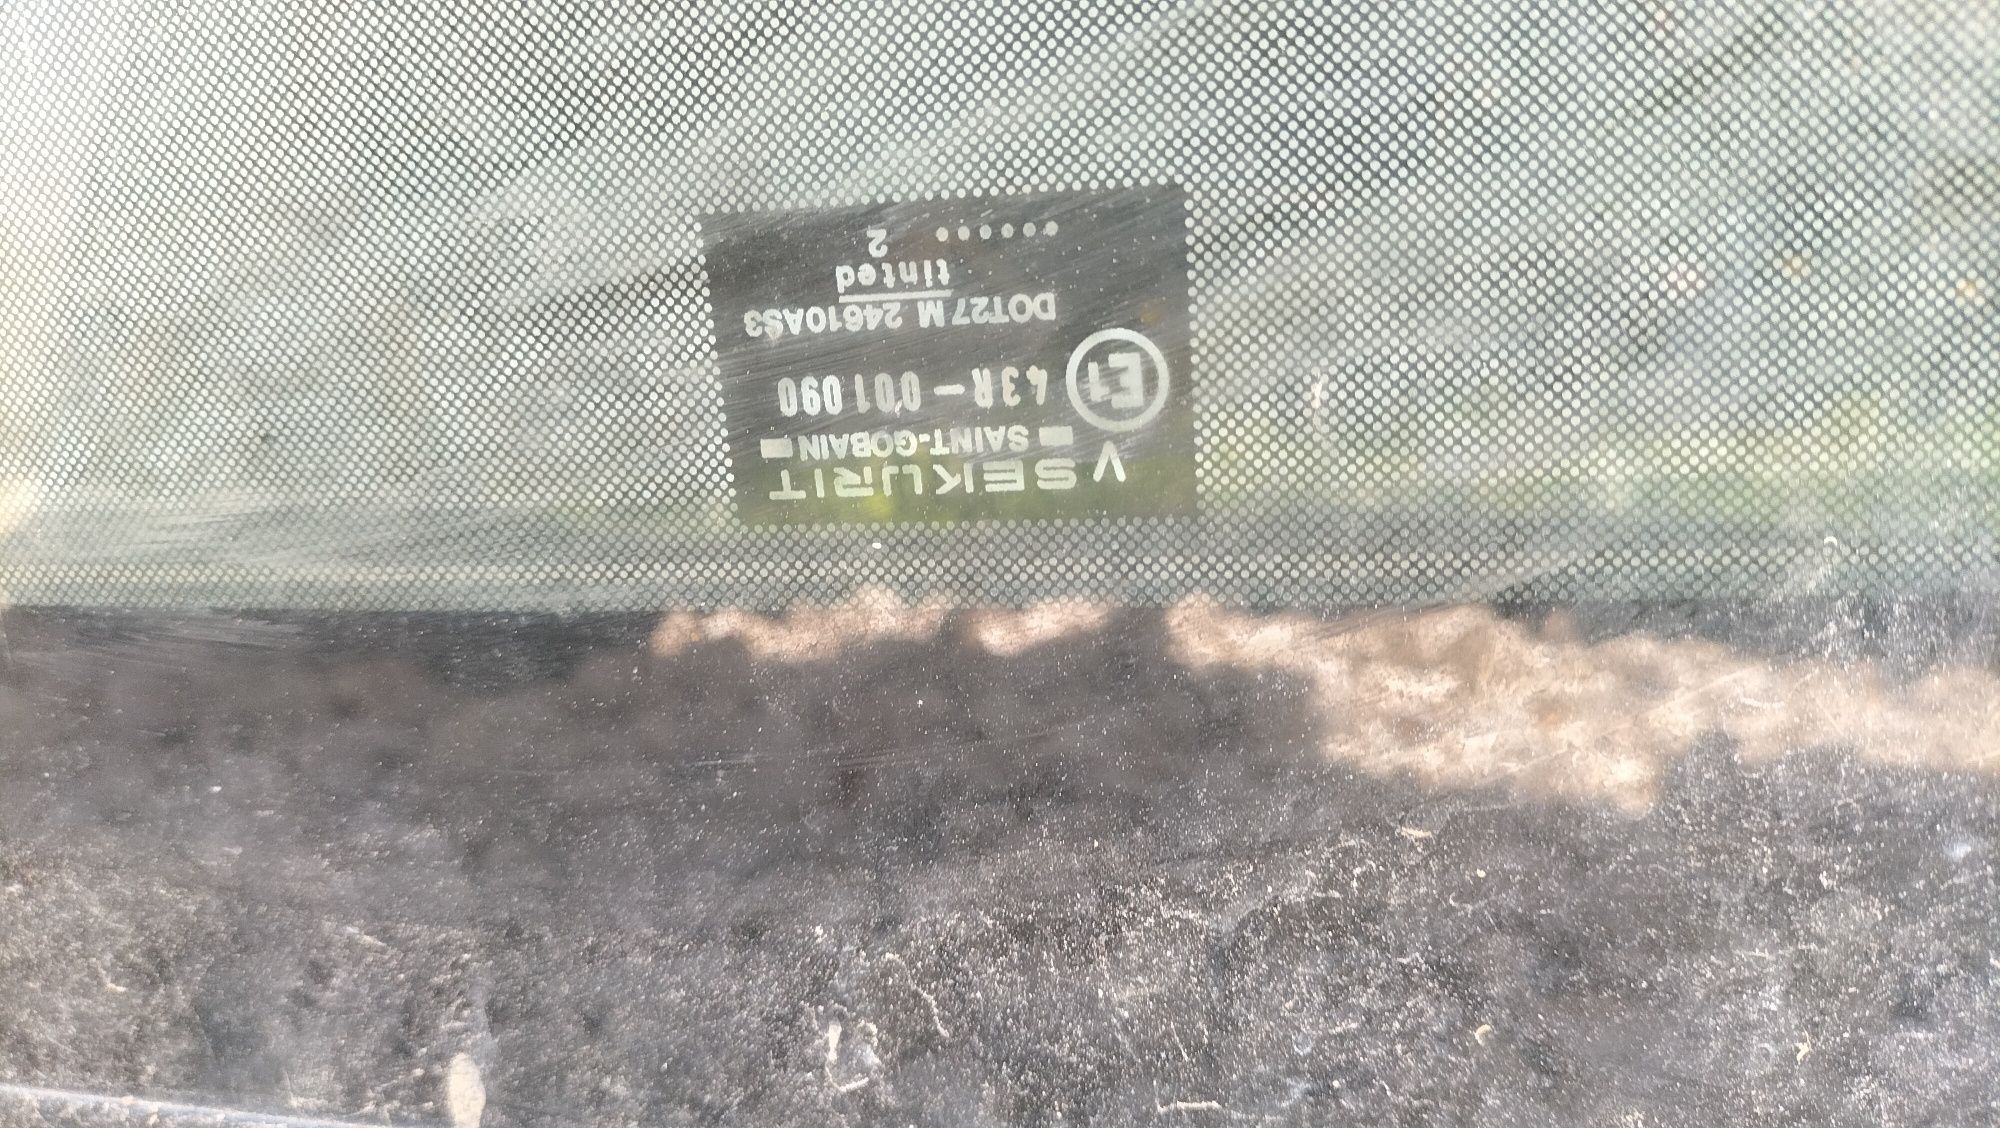 V SEKURIT
SAINT-GOBAIN
E1 43R-001090
DOT27 M 24610AS3
tinted
...... 2